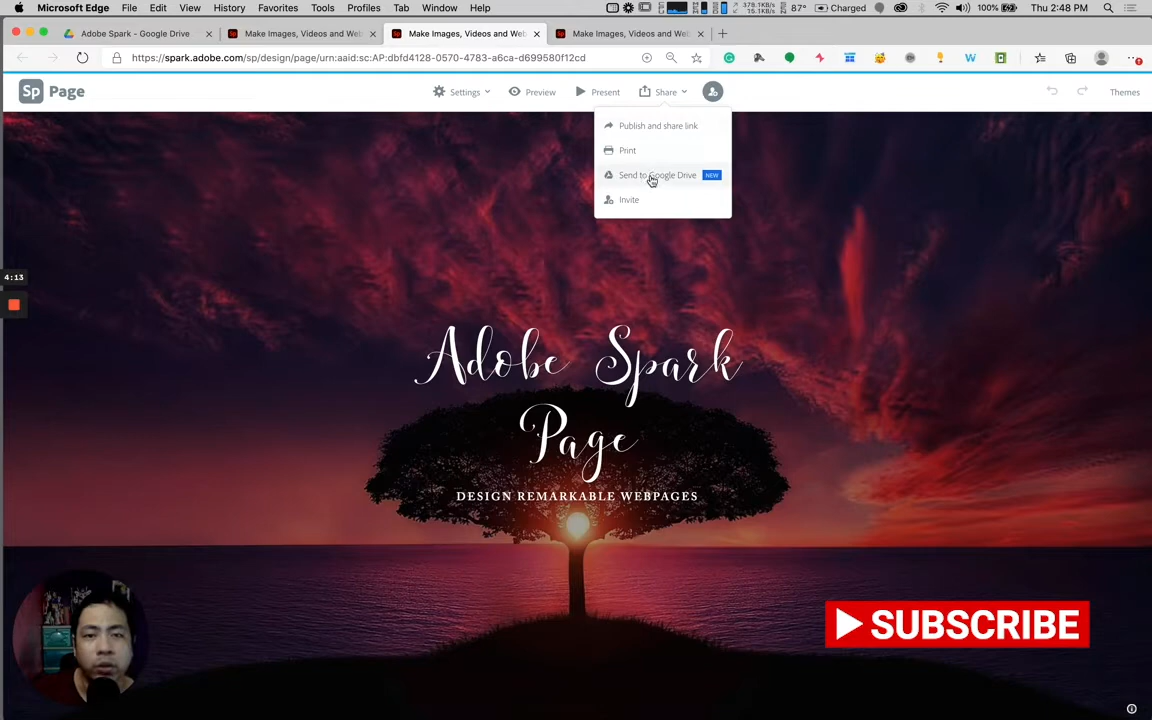 Microsoft Edge File Edit View History Favorites Tools Profiles Tab Window Help 87° Charged 100% Thu 2:48 PM
Adobe Spark - Google Drive Make Images, Videos and Web Make Images, Videos and Web Make Images, Videos and Web
https://spark.adobe.com/sp/design/page/urn:aaid:sc:AP:dbfd4128-0570-4783-a6ca-d699580f12cd
Sp Page Settings Preview Present Share Themes
Publish and share link
Print
Send to Google Drive NEW
Invite
4:13
Adobe Spark
Page
DESIGN REMARKABLE WEBPAGES
SUBSCRIBE